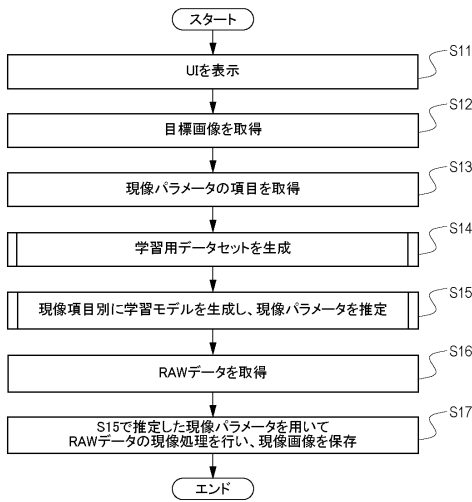 スタート
S11
UIを表示
S12
目標画像を取得
S13
現像パラメータの項目を取得
S14
学習用データセットを生成
S15
現像項目別に学習モデルを生成し、現像パラメータを推定
S16
RAWデータを取得
S17
S15で推定した現像パラメータを用いて
RAWデータの現像処理を行い、現像画像を保存
エンド